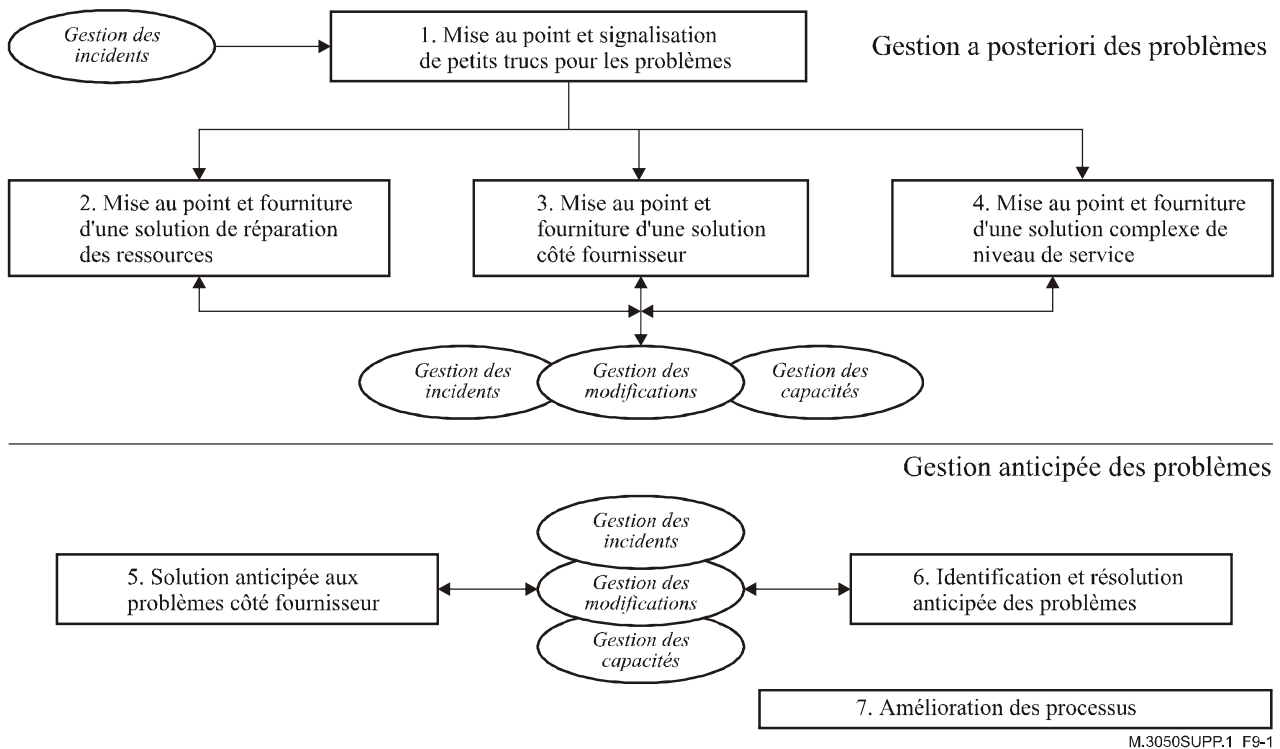 Gestion des
incidents
1. Mise au point et signalisation
de petits trucs pour les problèmes
Gestion a posteriori des problèmes
2. Mise au point et fourniture
d'une solution de réparation
des ressources
3. Mise au point et
fourniture d'une solution
côté fournisseur
4. Mise au point et fourniture
d'une solution complexe de
niveau de service
Gestion des
incidents
Gestion des
modifications
Gestion des
capacités
Gestion anticipée des problèmes
Gestion des
incidents
5. Solution anticipée aux
problèmes côté fournisseur
Gestion des
modifications
6. Identification et résolution
anticipée des problèmes
Gestion des
capacités
7. Amélioration des processus
M.3050SUPP.1_F9-1